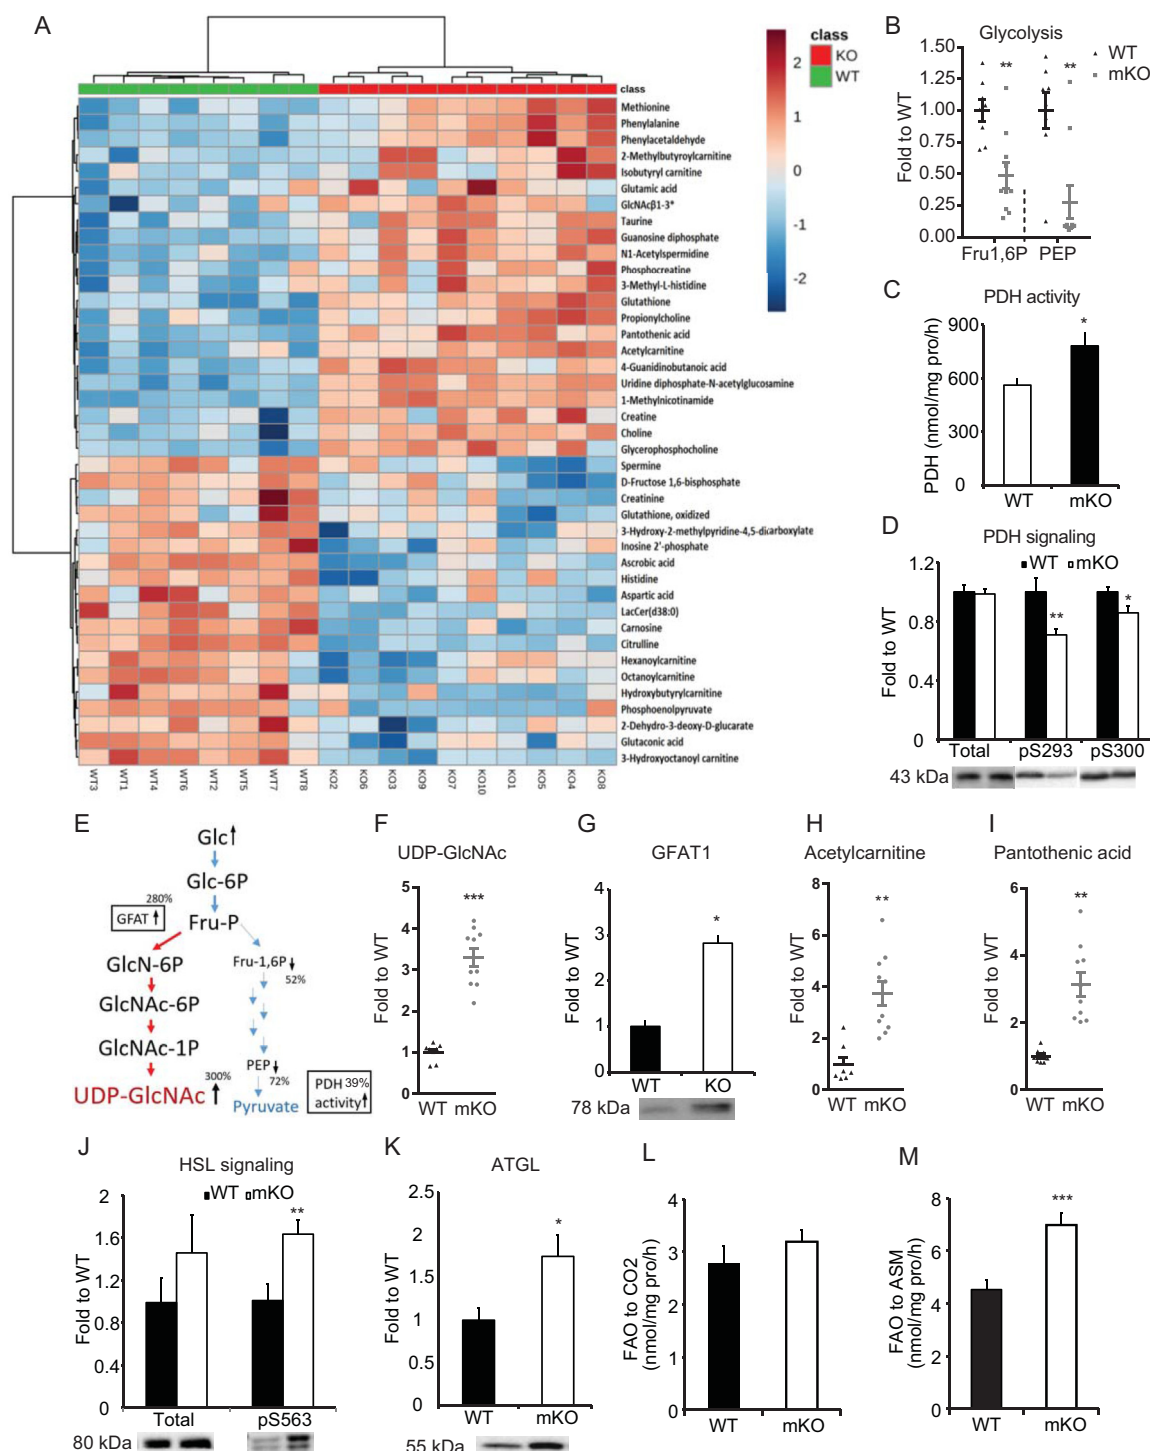 A
class
KO
WT
2
1
0
-1
-2
class
Methionine
Phenylalanine
Phenylacetaldehyde
2-Methylbutyroylcarnitine
Isobutyryl carnitine
Glutamic acid
GlcNAcβ1-3*
Taurine
Guanosine diphosphate
N1-Acetylspermidine
Phosphocreatine
3-Methyl-L-histidine
Glutathione
Propionylcholine
Pantothenic acid
Acetylcarnitine
4-Guanidinobutanoic acid
Uridine diphosphate-N-acetylglucosamine
1-Methylnicotinamide
Creatine
Choline
Glycerophosphocholine
Spermine
D-Fructose 1,6-bisphosphate
Creatinine
Glutathione, oxidized
3-Hydroxy-2-methylpyridine-4,5-dicarboxylate
Inosine 2'-phosphate
Ascrobic acid
Histidine
Aspartic acid
LacCer(d38:0)
Carnosine
Citrulline
Hexanoylcarnitine
Octanoylcarnitine
Hydroxybutyrylcarnitine
Phosphoenolpyruvate
2-Dehydro-3-deoxy-D-glucarate
Glutaconic acid
3-Hydroxyoctanoyl carnitine
WT3 WT1 WT4 WT6 WT2 WT5 WT7 WT8 KO2 KO6 KO3 KO9 KO7 KO10 KO1 KO5 KO4 KO8
B
Glycolysis
WT
mKO
Fold to WT
1.50
1.25
1.00
0.75
0.50
0.25
0.00
** **
Fru1,6P PEP
C
PDH activity
PDH (nmol/mg pro/h)
900
600
300
0
*
WT mKO
D
PDH signaling
WT mKO
Fold to WT
1.2
0.8
0.4
0
**
*
Total pS293 pS300
43 kDa
E
Glc
Glc-6P
280%
GFAT
Fru-P
GlcN-6P
Fru-1,6P
52%
GlcNAc-6P
GlcNAc-1P
PEP
72%
300%
UDP-GlcNAc
Pyruvate
PDH 39%
activity
F
UDP-GlcNAc
Fold to WT
5
4
3
2
1
0
***
WT mKO
G
GFAT1
Fold to WT
4
3
2
1
0
*
WT KO
78 kDa
H
Acetylcarnitine
Fold to WT
8
6
4
2
0
**
WT mKO
I
Pantothenic acid
Fold to WT
6
4
2
0
**
WT mKO
J
HSL signaling
WT mKO
Fold to WT
2
1.6
1.2
0.8
0.4
0
**
Total pS563
80 kDa
K
ATGL
Fold to WT
2.5
2
1.5
1
0.5
0
*
WT mKO
55 kDa
L
FAO to CO2
(nmol/mg pro/h)
4
3
2
1
0
WT mKO
M
FAO to ASM
(nmol/mg pro/h)
8
6
4
2
0
***
WT mKO